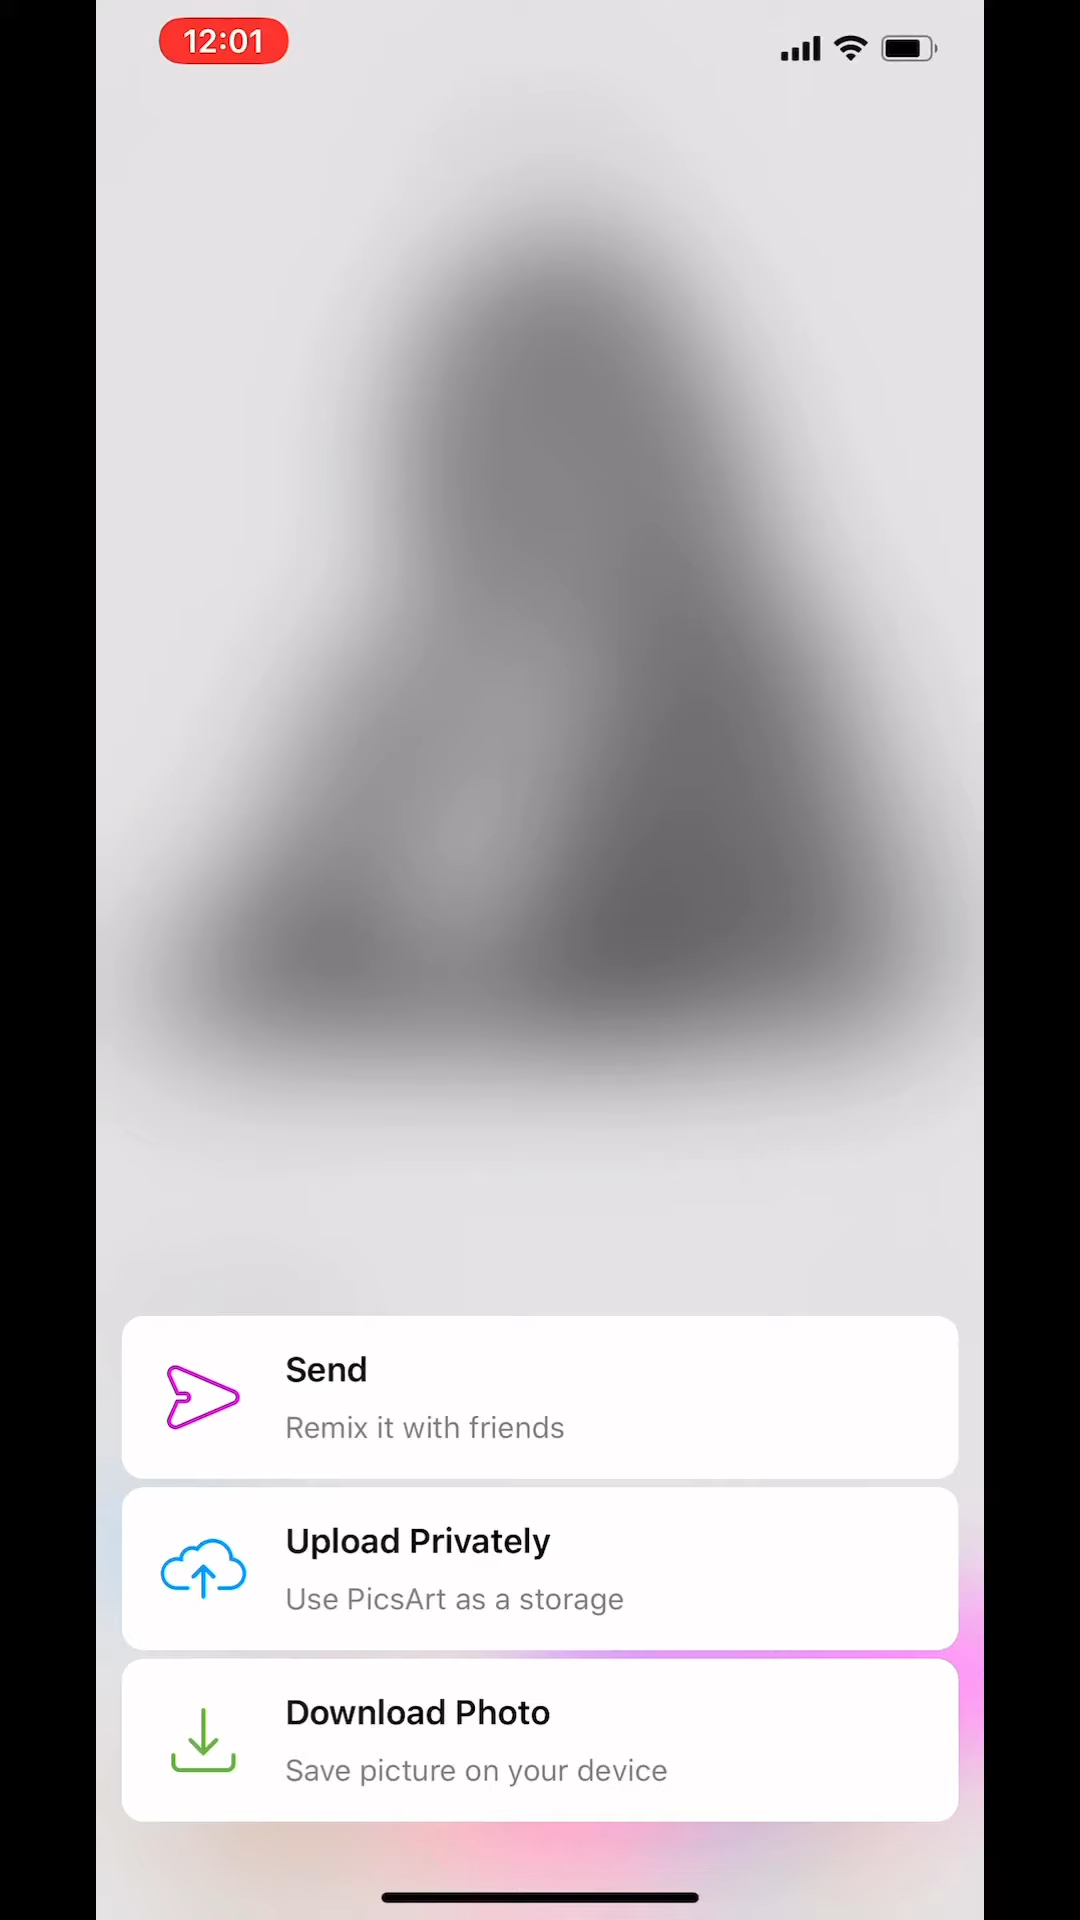 12:01
Send
Remix it with friends
Upload Privately
Use PicsArt as a storage
Download Photo
Save picture on your device